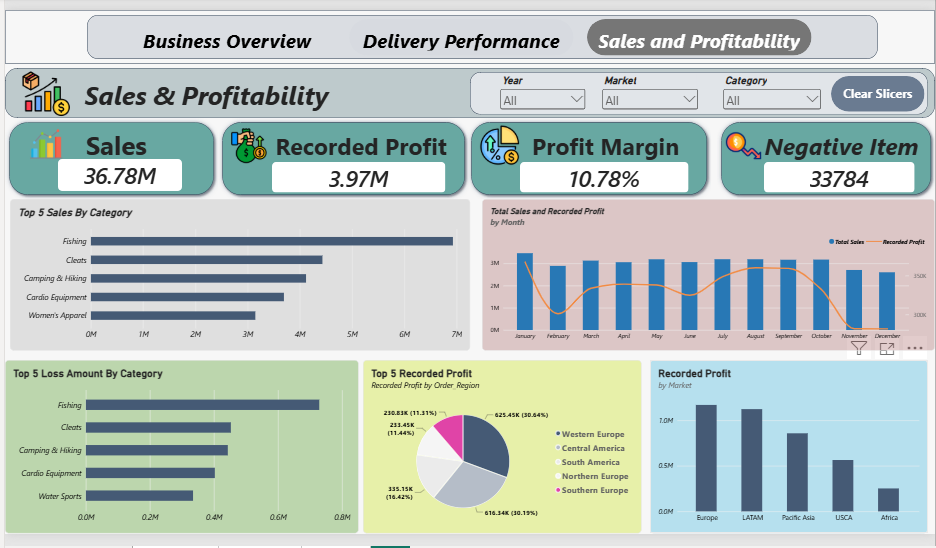 Business Overview
Delivery Performance
Sales and Profitability
Sales & Profitability
Year
All
Market
All
Category
All
Clear Slicers
Sales
36.78M
Recorded Profit
3.97M
Profit Margin
10.78%
Negative Item
33784
Top 5 Sales By Category
Fishing
Cleats
Camping & Hiking
Cardio Equipment
Women's Apparel
0M 1M 2M 3M 4M 5M 6M 7M
Total Sales and Recorded Profit
by Month
Total Sales Recorded Profit
3M
2M
1M
0M
350K
300K
January February March April May June July August September October November December
Top 5 Loss Amount By Category
Fishing
Cleats
Camping & Hiking
Cardio Equipment
Water Sports
0.0M 0.2M 0.4M 0.6M 0.8M
Top 5 Recorded Profit
Recorded Profit by Order_Region
230.83K (11.31%)
233.45K
(11.44%)
335.15K
(16.42%)
625.45K (30.64%)
616.34K (30.19%)
Western Europe
Central America
South America
Northern Europe
Southern Europe
Recorded Profit
by Market
1.0M
0.5M
0.0M
Europe LATAM Pacific Asia USCA Africa